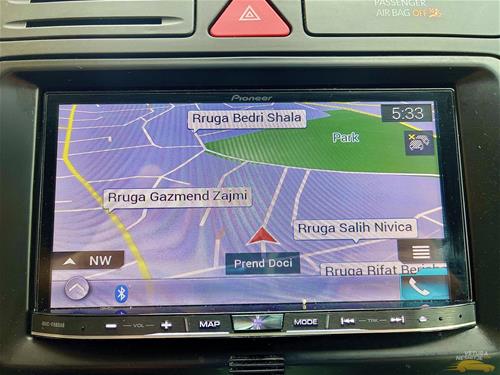 PASSENGER
AIR BAG OFF
Pioneer
Rruga Bedri Shala
5:33
Park
Rruga Gazmend Zajmi
Rruga Salih Nivica
NW
Prend Doci
Rruga Rifat
VOL
MAP
MODE
TRK
VETURA